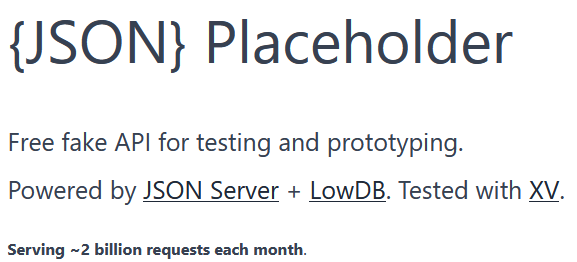 {JSON} Placeholder
Free fake API for testing and prototyping.
Powered by JSON Server + LowDB. Tested with XV.
Serving ~2 billion requests each month.